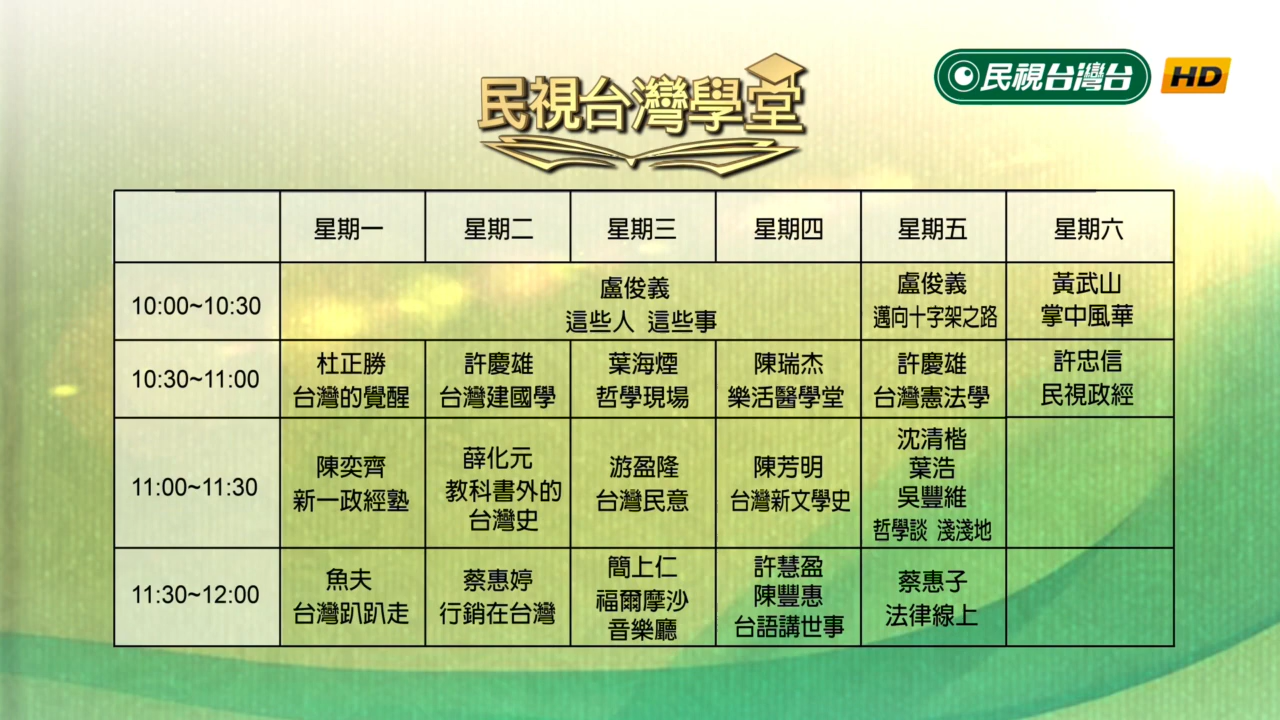 民視台灣學堂
民視台灣台 HD
星期一 星期二 星期三 星期四 星期五 星期六
10:00~10:30
盧俊義
這些人 這些事
盧俊義
邁向十字架之路
黃武山
掌中風華
10:30~11:00
杜正勝
台灣的覺醒
許慶雄
台灣建國學
葉海煙
哲學現場
陳瑞杰
樂活醫學堂
許慶雄
台灣憲法學
許忠信
民視政經
11:00~11:30
陳奕齊
新一政經塾
薛化元
教科書外的
台灣史
游盈隆
台灣民意
陳芳明
台灣新文學史
沈清楷
葉浩
吳豐維
哲學談 淺淺地
11:30~12:00
魚夫
台灣趴趴走
蔡惠婷
行銷在台灣
簡上仁
福爾摩沙
音樂廳
許慧盈
陳豐惠
台語講世事
蔡惠子
法律線上